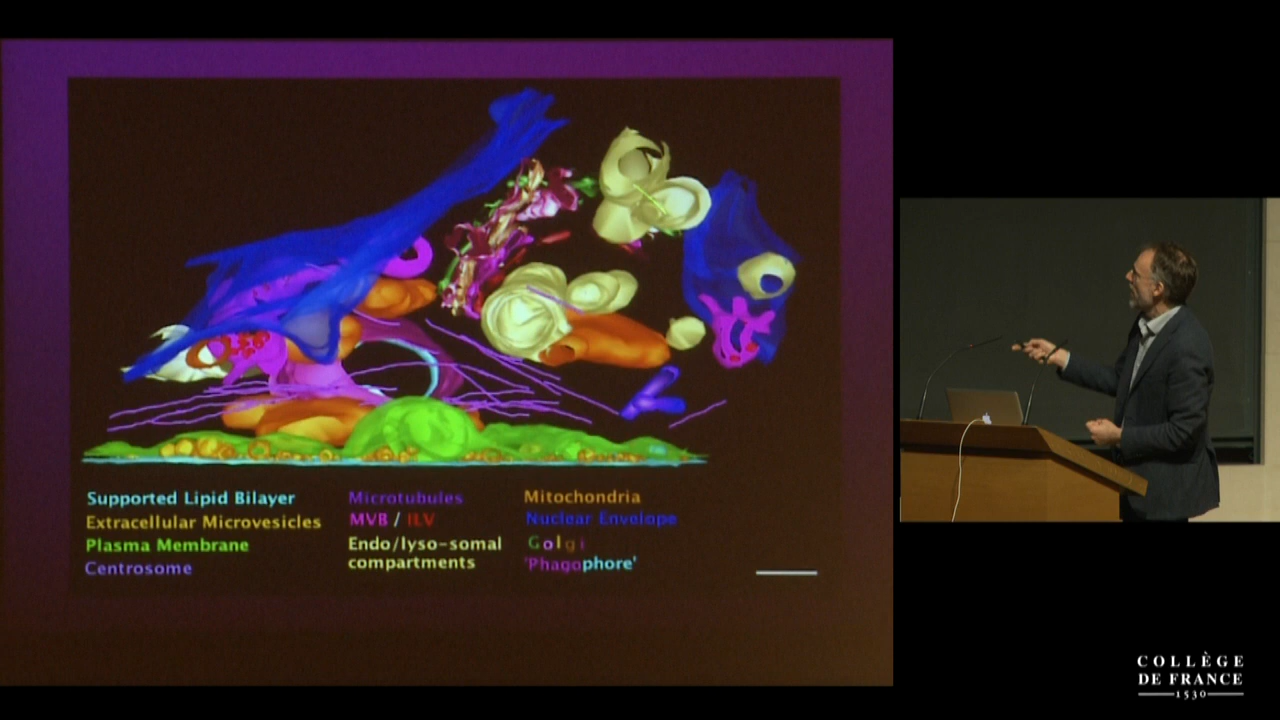 Supported Lipid Bilayer
Extracellular Microvesicles
Plasma Membrane
Centrosome
Microtubules
MVB / ILV
Endo/lyso-somal
compartments
Mitochondria
Nuclear Envelope
Golgi
'Phagophore'
COLLÈGE
DE FRANCE
1530